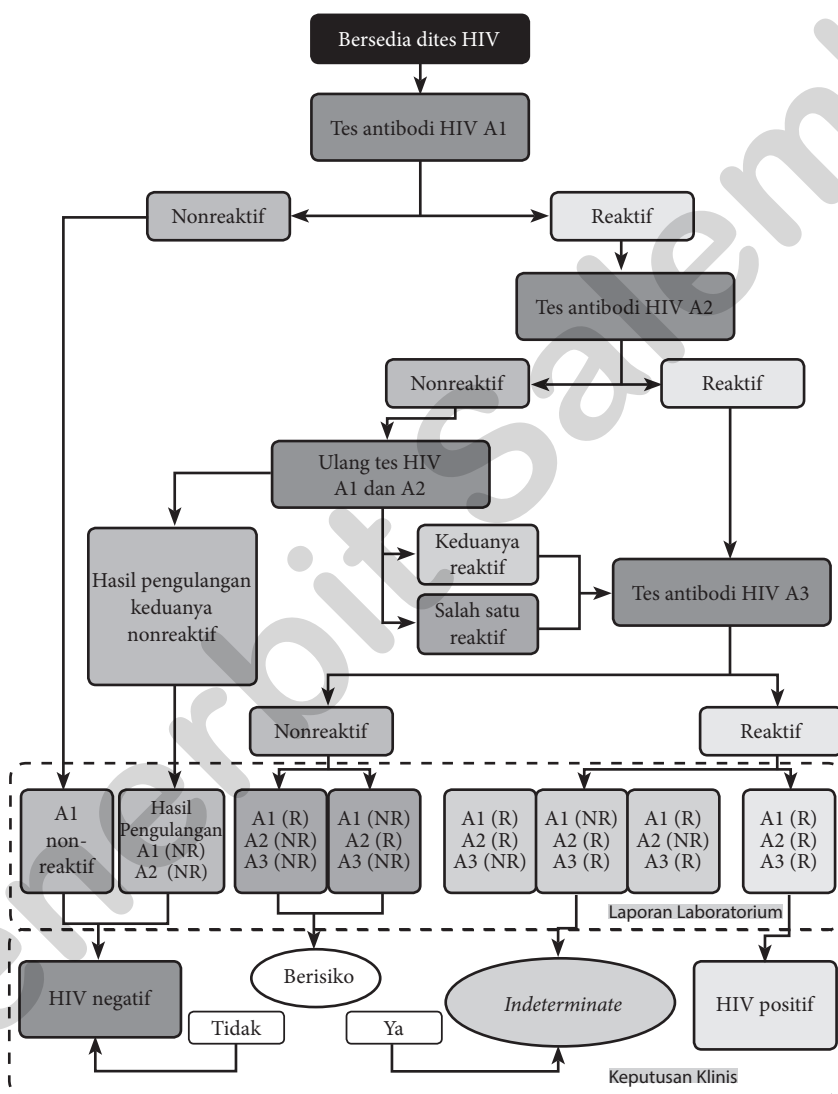 Bersedia dites HIV
Tes antibodi HIV A1
Nonreaktif
Reaktif
Tes antibodi HIV A2
Nonreaktif
Reaktif
Ulang tes HIV
A1 dan A2
Keduanya
reaktif
Hasil pengulangan
keduanya
nonreaktif
Tes antibodi HIV A3
Salah satu
reaktif
Nonreaktif
Reaktif
A1
non-
reaktif
Hasil
Pengulangan
A1 (NR)
A2 (NR)
A1 (R)
A2 (NR)
A3 (NR)
A1 (NR)
A2 (R)
A3 (NR)
A1 (R)
A2 (R)
A3 (NR)
A1 (NR)
A2 (R)
A3 (R)
A1 (R)
A2 (NR)
A3 (R)
A1 (R)
A2 (R)
A3 (R)
Laporan Laboratorium
HIV negatif
Berisiko
Indeterminate
HIV positif
Tidak
Ya
Keputusan Klinis